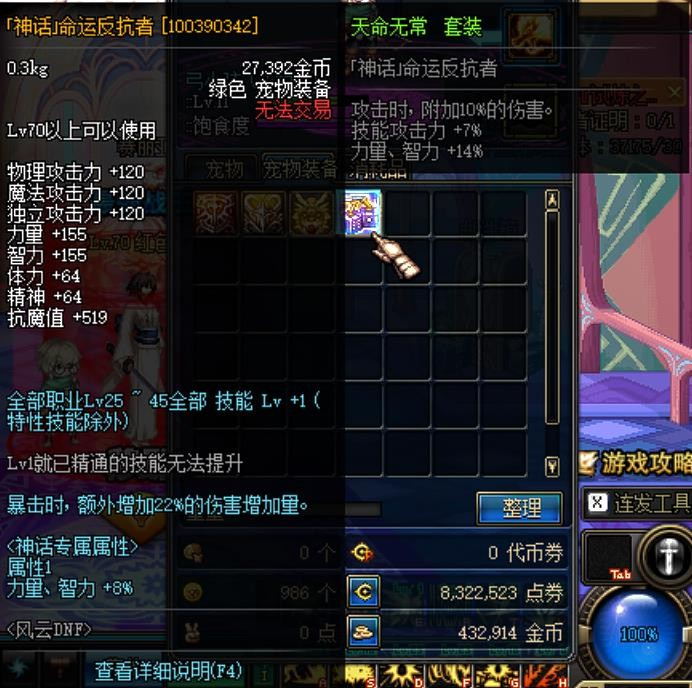 「神话」命运反抗者 [100390342]
0.3kg
27,392金币
绿色 宠物装备
无法交易
Lv70以上可以使用
物理攻击力 +120
魔法攻击力 +120
独立攻击力 +120
力量 +155
智力 +155
体力 +64
精神 +64
抗魔值 +519
全部职业Lv25 ~ 45全部 技能 Lv +1 (
特性技能除外)
Lv1就已精通的技能无法提升
暴击时, 额外增加22%的伤害增加量。
<神话专属属性>
属性1
力量、智力 +8%
<风云DNF>
查看详细说明(F4)
天命无常 套装
「神话」命运反抗者
攻击时, 附加10%的伤害。
技能攻击力 +7%
力量、智力 +14%
饱食度
宠物
宠物装备
消耗品
整理
0 个
0 代币券
986 个
8,322,523 点券
0 点
432,914 金币
游戏攻略
X 连发工具
Tab
100%